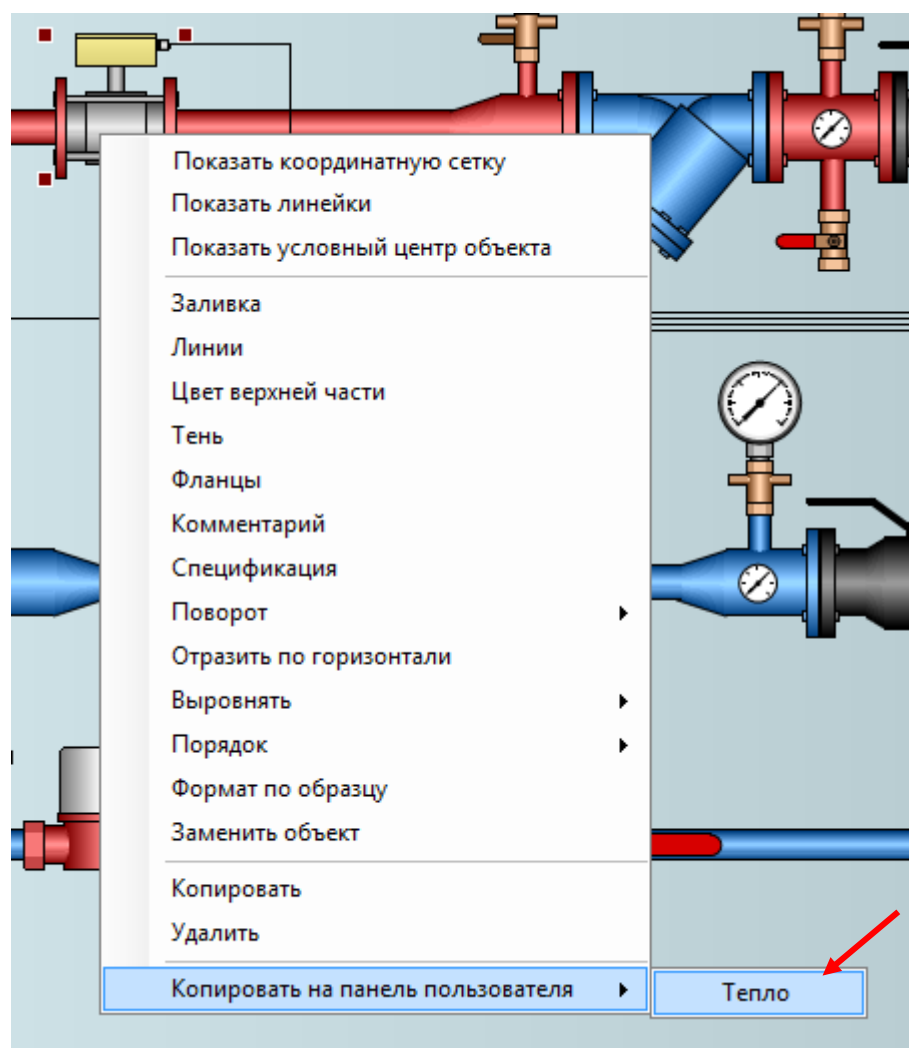 Показать координатную сетку
Показать линейки
Показать условный центр объекта
Заливка
Линии
Цвет верхней части
Тень
Фланцы
Комментарий
Спецификация
Поворот
Отразить по горизонтали
Выровнять
Порядок
Формат по образцу
Заменить объект
Копировать
Удалить
Копировать на панель пользователя
Тепло